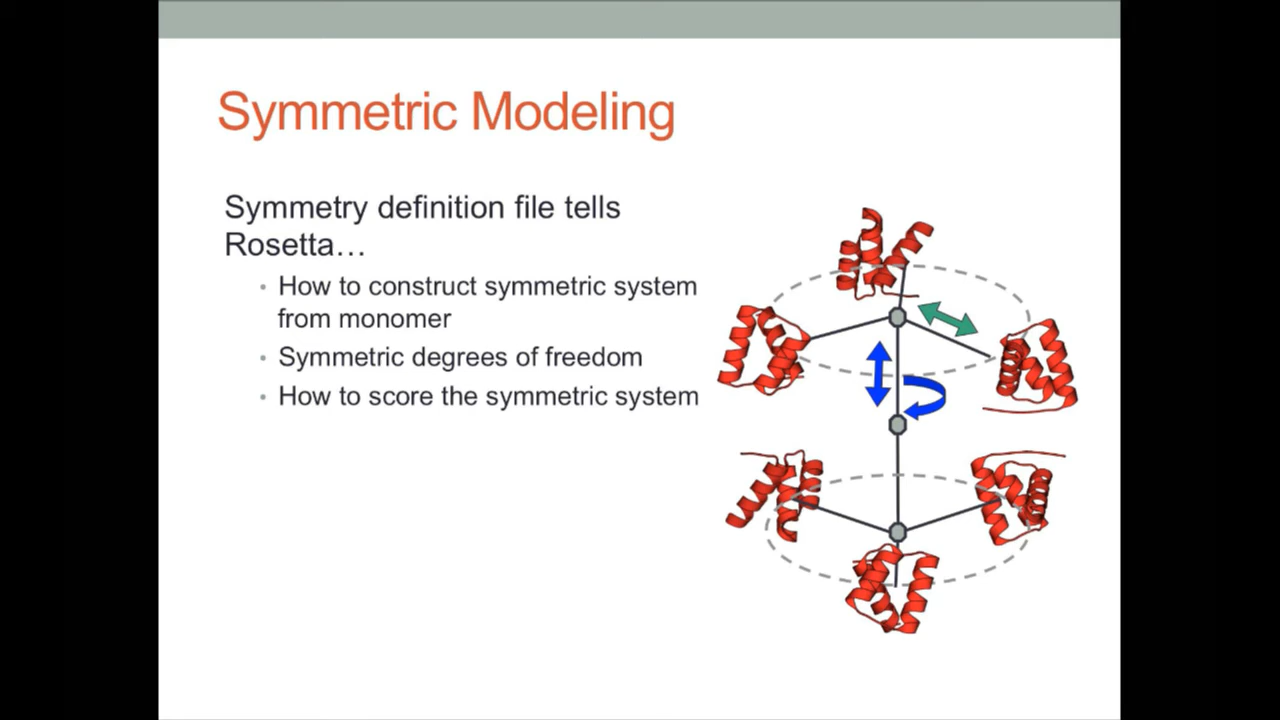 Symmetric Modeling
Symmetry definition file tells
Rosetta…
• How to construct symmetric system
from monomer
• Symmetric degrees of freedom
• How to score the symmetric system